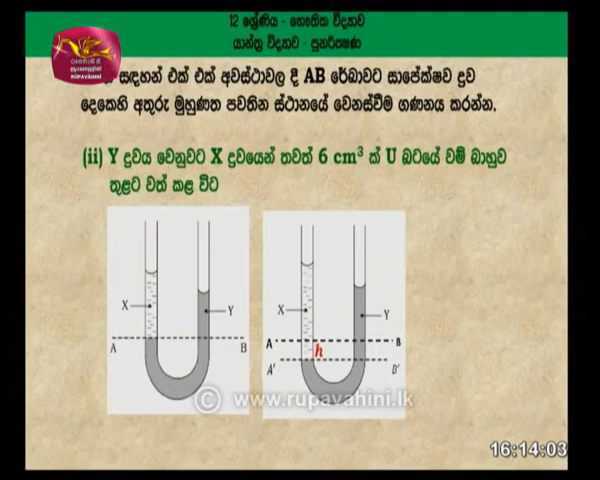 12 ශ්‍රේණිය - භෞතික විද්‍යාව
යාන්ත්‍ර විද්‍යාව - පුනරීක්ෂණ
සඳහන් එක් එක් අවස්ථාවල දී AB රේඛාවට සාපේක්ෂව ද්‍රව
දෙකෙහි අතුරු මුහුණත පවතින ස්ථානයේ වෙනස්වීම ගණනය කරන්න.
(ii) Y ද්‍රවය වෙනුවට X ද්‍රවයෙන් තවත් 6 cm³ ක් U බටයේ වම් බාහුව
තුළට වත් කළ විට
X
Y
A
B
X
Y
A
B
h
A'
B'
RUPAVAHINI
© www.rupavahini.lk
16:14:03